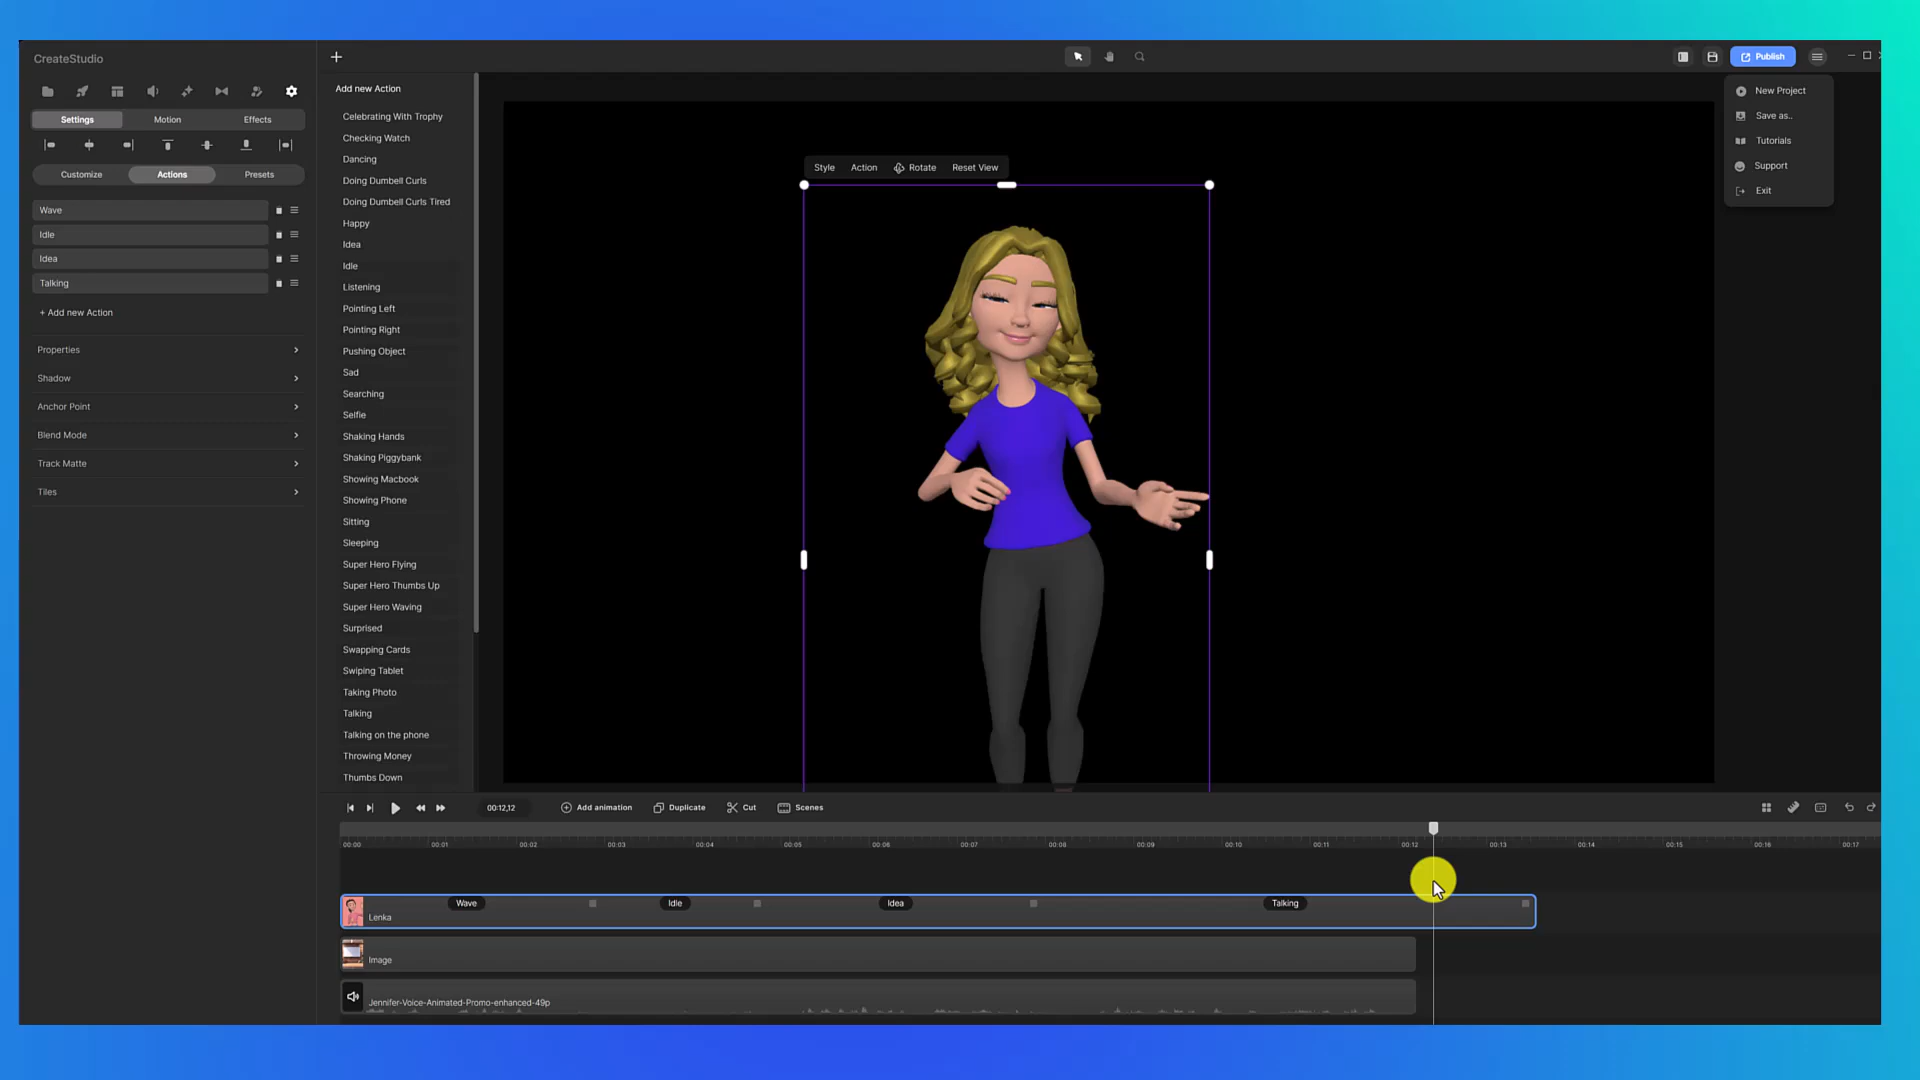 CreateStudio
Publish
New Project
Save as..
Tutorials
Support
Exit
Settings Motion Effects
Customize Actions Presets
Wave
Idle
Idea
Talking
+ Add new Action
Properties
Shadow
Anchor Point
Blend Mode
Track Matte
Tiles
Add new Action
Celebrating With Trophy
Checking Watch
Dancing
Doing Dumbell Curls
Doing Dumbell Curls Tired
Happy
Idea
Idle
Listening
Pointing Left
Pointing Right
Pushing Object
Sad
Searching
Selfie
Shaking Hands
Shaking Piggybank
Showing Macbook
Showing Phone
Sitting
Sleeping
Super Hero Flying
Super Hero Thumbs Up
Super Hero Waving
Surprised
Swapping Cards
Swiping Tablet
Taking Photo
Talking
Talking on the phone
Throwing Money
Thumbs Down
Style Action Rotate Reset View
00:12,12 Add animation Duplicate Cut Scenes
00:00 00:01 00:02 00:03 00:04 00:05 00:06 00:07 00:08 00:09 00:10 00:11 00:12 00:13 00:14 00:15 00:16 00:17
Wave Idle Idea Talking
Lenka
Image
Jennifer-Voice-Animated-Promo-enhanced-49p